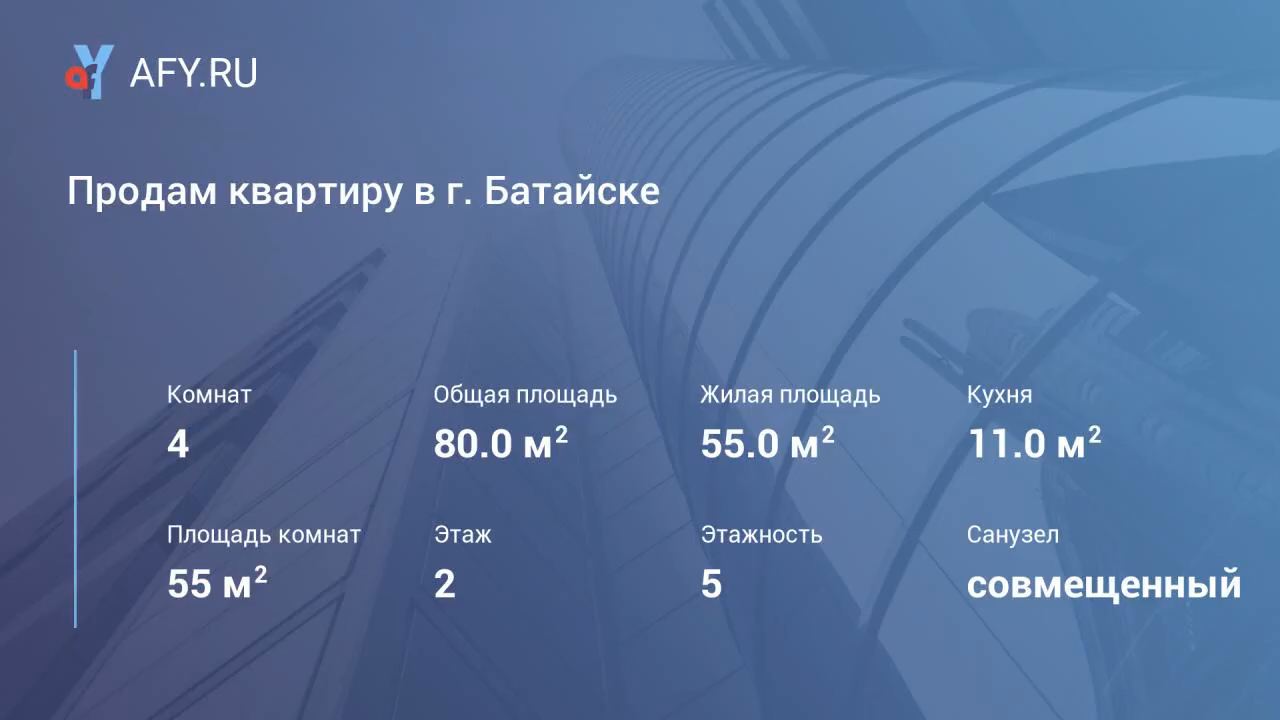 aфY AFY.RU
Продам квартиру в г. Батайске
Комнат Общая площадь Жилая площадь Кухня
4 80.0 м² 55.0 м² 11.0 м²
Площадь комнат Этаж Этажность Санузел
55 м² 2 5 совмещенный